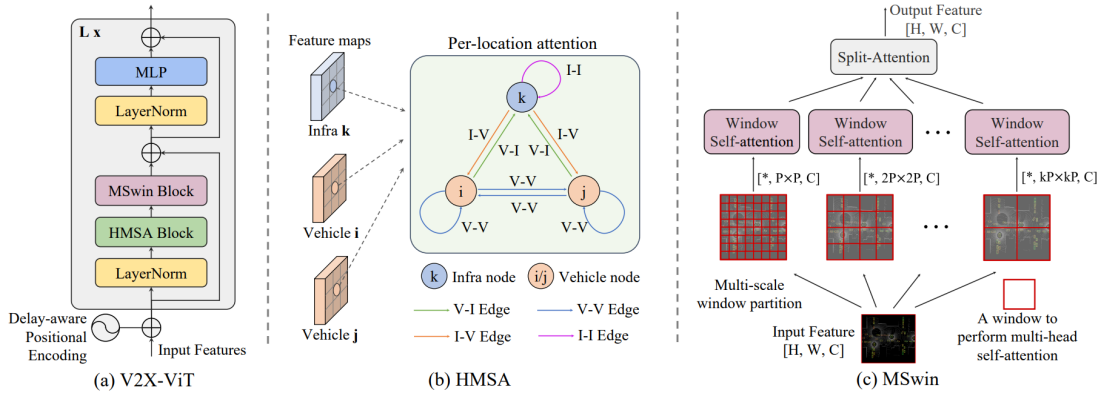 L x
MLP
LayerNorm
MSwin Block
HMSA Block
LayerNorm
Delay-aware
Positional
Encoding
Input Features
(a) V2X-ViT
Feature maps
Infra k
Vehicle i
Vehicle j
Per-location attention
I-I
k
I-V
I-V
V-I
V-I
V-V
i
j
V-V
V-V
V-V
k
Infra node
i/j
Vehicle node
V-I Edge
V-V Edge
I-V Edge
I-I Edge
(b) HMSA
Output Feature
[H, W, C]
Split-Attention
Window
Self-attention
Window
Self-attention
Window
Self-attention
[*, P×P, C]
[*, 2P×2P, C]
[*, kP×kP, C]
Multi-scale
window partition
Input Feature
[H, W, C]
A window to
perform multi-head
self-attention
(c) MSwin